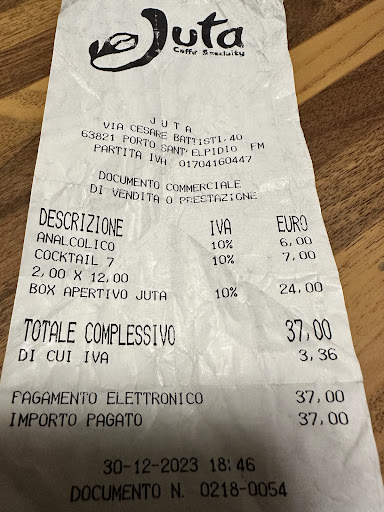 Juta
Caffè Specialty
JUTA
VIA CESARE BATTISTI,40
63821 PORTO SANT'ELPIDIO FM
PARTITA IVA 01704160447
DOCUMENTO COMMERCIALE
DI VENDITA O PRESTAZIONE
DESCRIZIONE IVA EURO
ANALCOLICO 10% 6,00
COCKTAIL 7 10% 7,00
2,00 X 12,00
BOX APERTIVO JUTA 10% 24,00
TOTALE COMPLESSIVO 37,00
DI CUI IVA 3,36
PAGAMENTO ELETTRONICO 37,00
IMPORTO PAGATO 37,00
30-12-2023 18:46
DOCUMENTO N. 0218-0054